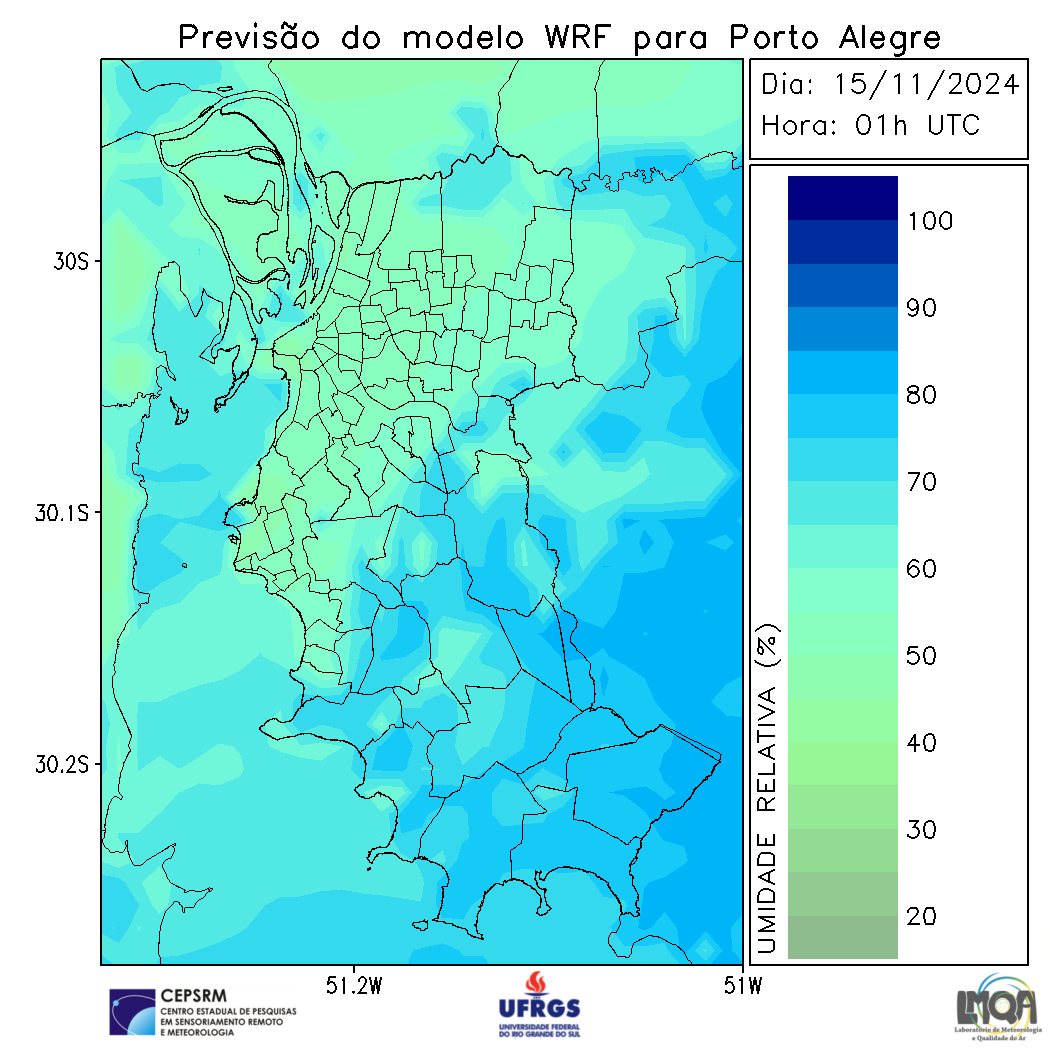 Previsão do modelo WRF para Porto Alegre
Dia: 15/11/2024
Hora: 01h UTC
30S
30.1S
30.2S
51.2W
51W
UMIDADE RELATIVA (%)
100
90
80
70
60
50
40
30
20
CEPSRM
CENTRO ESTADUAL DE PESQUISAS
EM SENSORIAMENTO REMOTO
E METEOROLOGIA
UFRGS
UNIVERSIDADE FEDERAL
DO RIO GRANDE DO SUL
LMQA
Laboratório de Meteorologia
e Qualidade do Ar